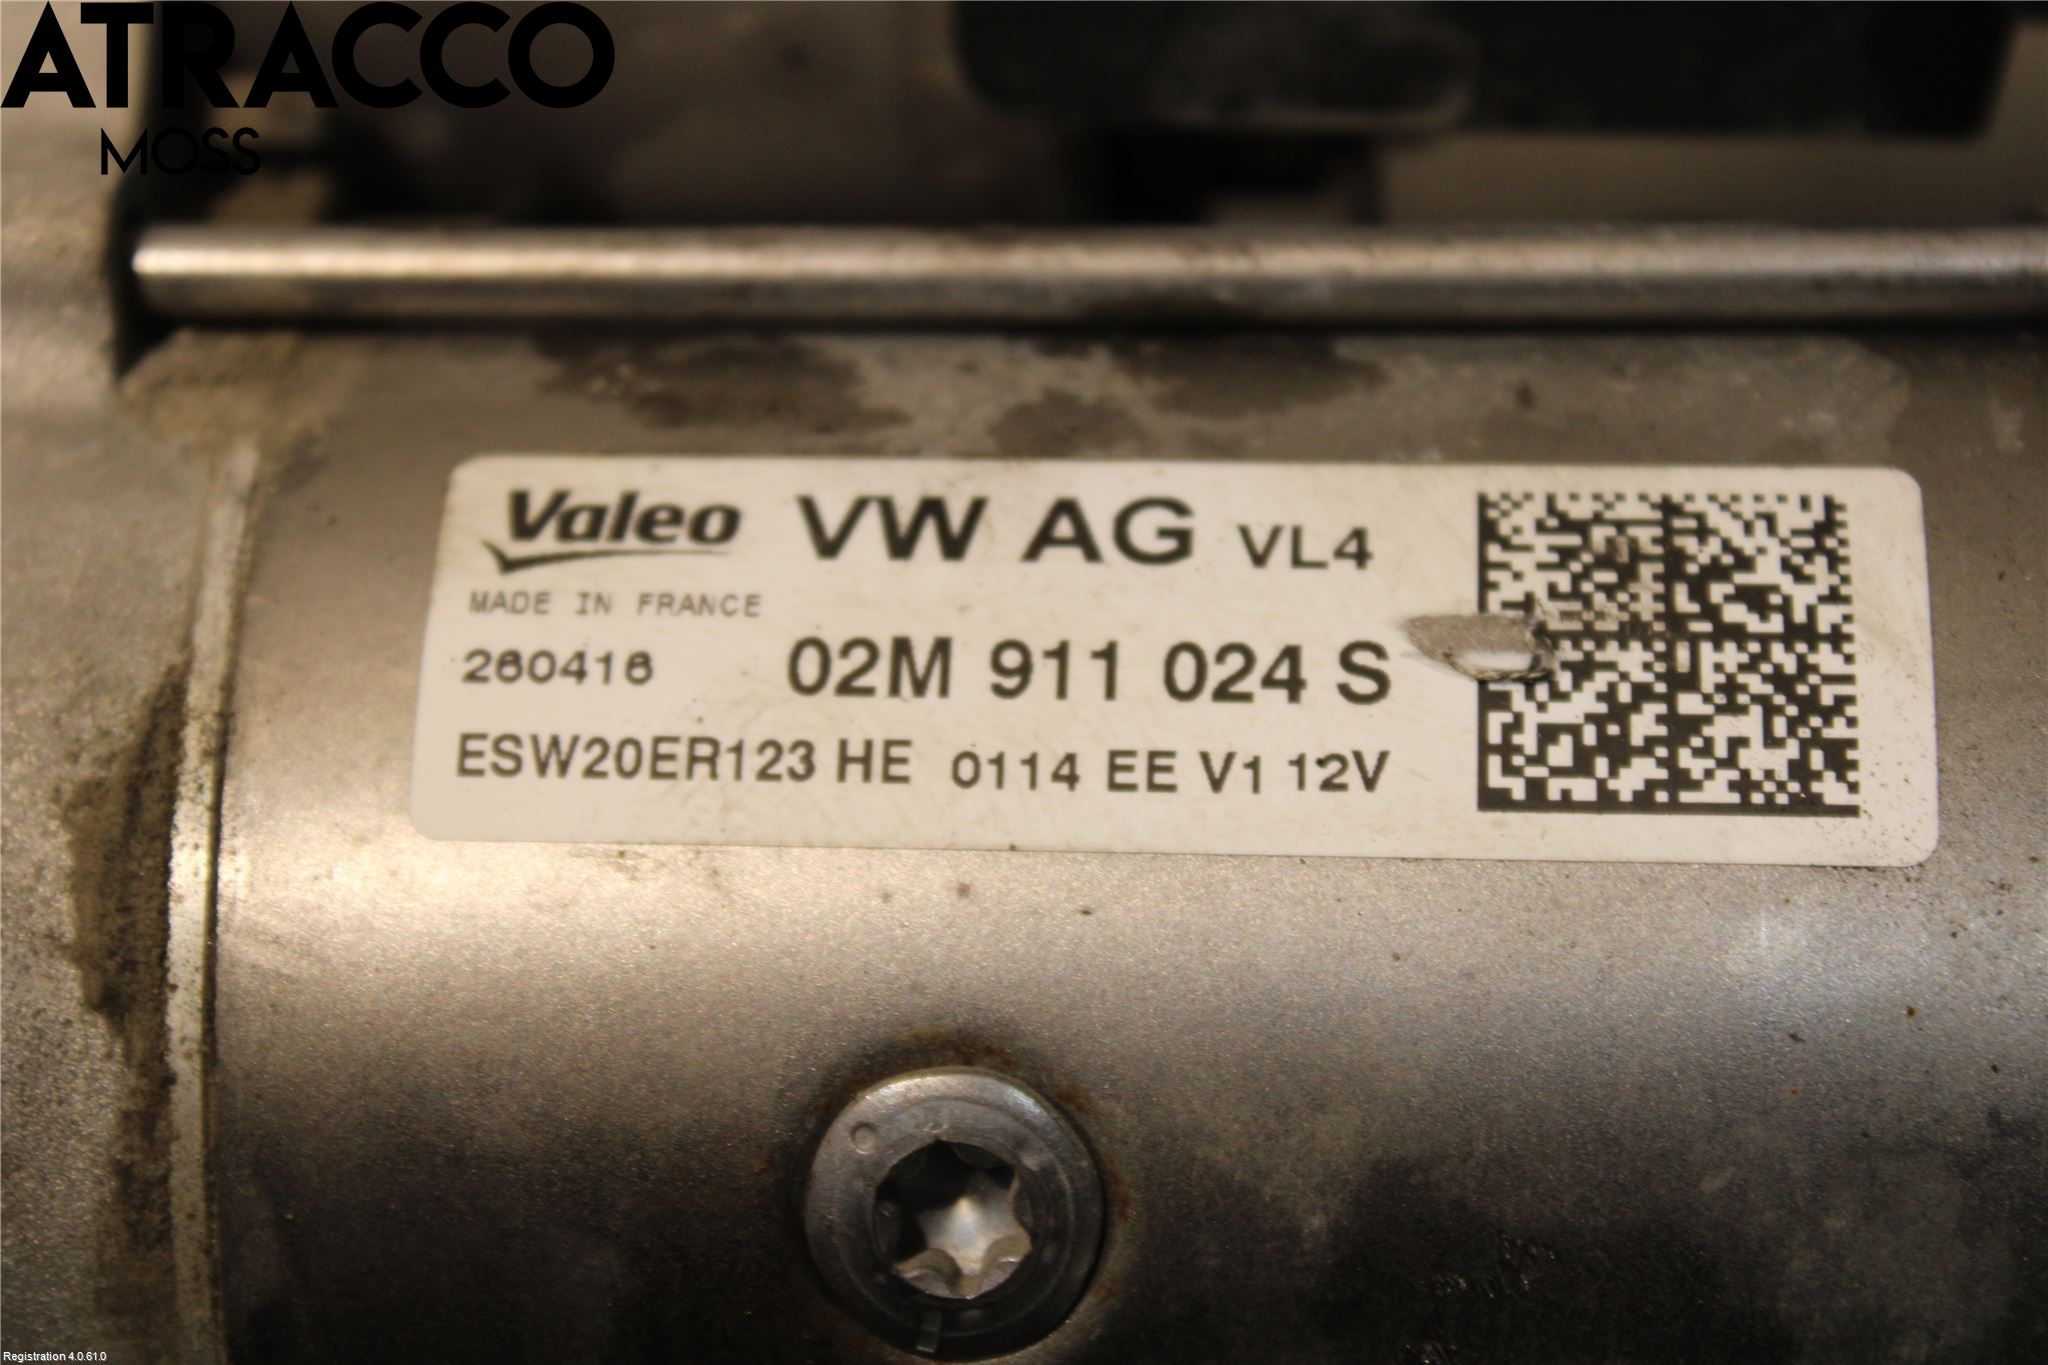 ATRACCO
MOSS
Valeo VW AG VL4
MADE IN FRANCE
260416 02M 911 024 S
ESW20ER123 HE 0114 EE V1 12V
Registration 4.0.61.0